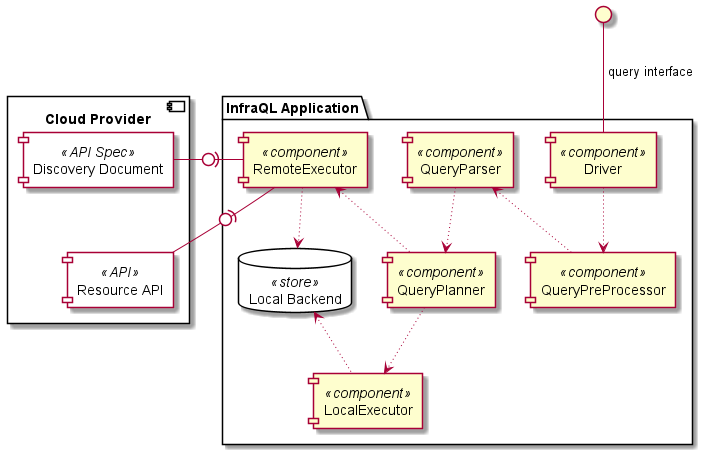 query interface
Cloud Provider
InfraQL Application
«API Spec»
Discovery Document
«component»
RemoteExecutor
«component»
QueryParser
«component»
Driver
«API»
Resource API
«store»
Local Backend
«component»
QueryPlanner
«component»
QueryPreProcessor
«component»
LocalExecutor